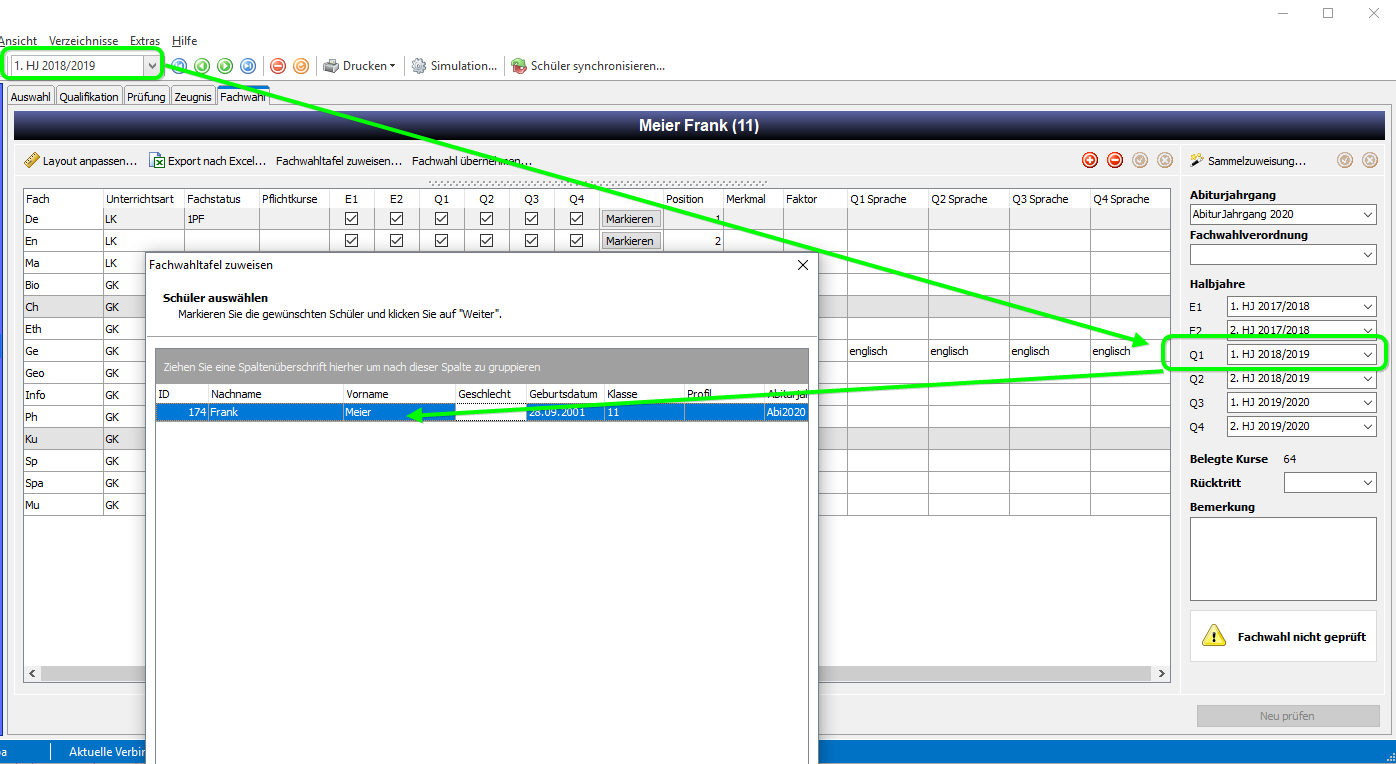 Ansicht Verzeichnisse Extras Hilfe
1. HJ 2018/2019 Drucken Simulation... Schüler synchronisieren...
Auswahl Qualifikation Prüfung Zeugnis Fachwahl
Meier Frank (11)
Layout anpassen... Export nach Excel... Fachwahltafel zuweisen... Fachwahl übernehmen... Sammelzuweisung...
Fach Unterrichtsart Fachstatus Pflichtkurse E1 E2 Q1 Q2 Q3 Q4 Position Merkmal Faktor Q1 Sprache Q2 Sprache Q3 Sprache Q4 Sprache
De LK 1PF Markieren 1
En LK Markieren 2
Ma LK
Bio GK
Ch GK
Eth GK
Ge GK englisch englisch englisch englisch
Geo GK
Info GK
Ph GK
Ku GK
Sp GK
Spa GK
Mu GK
Fachwahltafel zuweisen
Schüler auswählen
Markieren Sie die gewünschten Schüler und klicken Sie auf "Weiter".
Ziehen Sie eine Spaltenüberschrift hierher um nach dieser Spalte zu gruppieren
ID Nachname Vorname Geschlecht Geburtsdatum Klasse Profil Abiturjal
174 Frank Meier 28.09.2001 11 Abi2020
Abiturjahrgang
AbiturJahrgang 2020
Fachwahlverordnung
Halbjahre
E1 1. HJ 2017/2018
E2 2. HJ 2017/2018
Q1 1. HJ 2018/2019
Q2 2. HJ 2018/2019
Q3 1. HJ 2019/2020
Q4 2. HJ 2019/2020
Belegte Kurse 64
Rücktritt
Bemerkung
Fachwahl nicht geprüft
Neu prüfen
pa Aktuelle Verbin